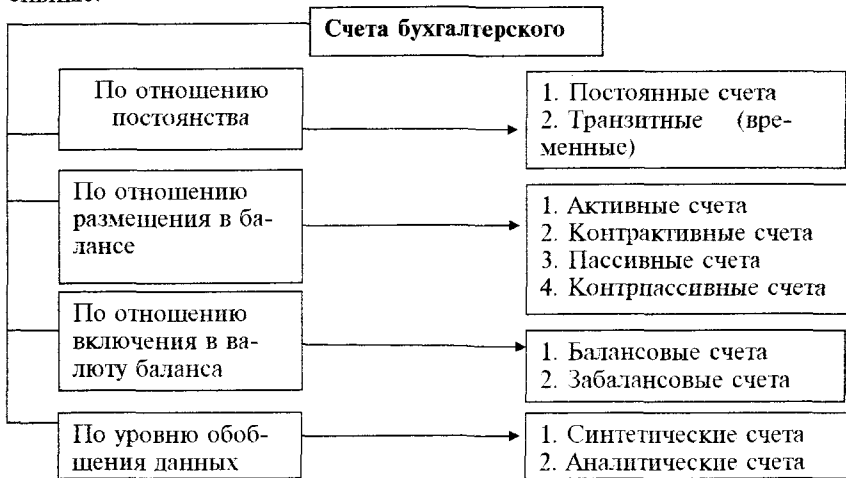 Счета бухгалтерского
По отношению
постоянства
1. Постоянные счета
2. Транзитные (вре-
менные)
По отношению
размещения в ба-
лансе
1. Активные счета
2. Контрактивные счета
3. Пассивные счета
4. Контрпассивные счета
По отношению
включения в ва-
люту баланса
1. Балансовые счета
2. Забалансовые счета
По уровню обоб-
щения данных
1. Синтетические счета
2. Аналитические счета